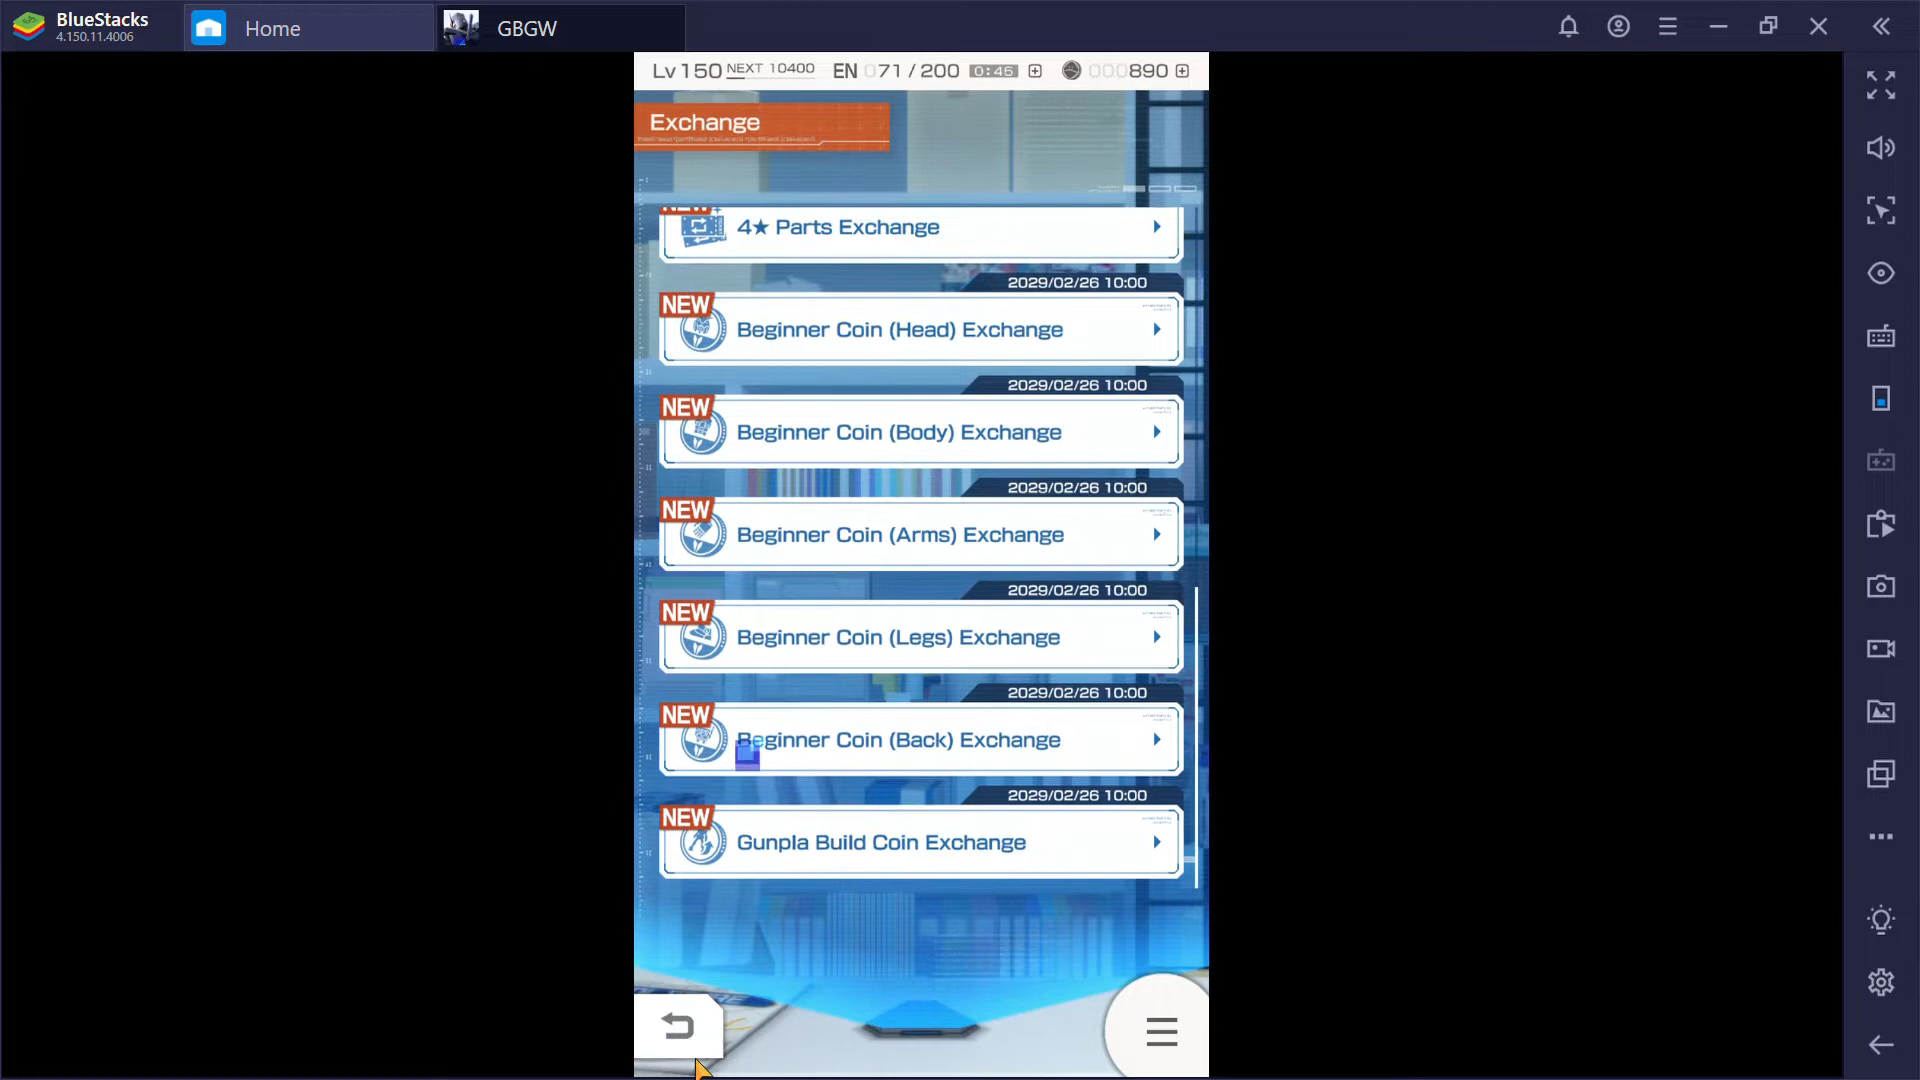 BlueStacks
4.150.11.4006
Home
GBGW
Lv 150 NEXT 10400 EN 071 / 200 0:46 000890
Exchange
NEW
4★ Parts Exchange
2029/02/26 10:00
NEW
Beginner Coin (Head) Exchange
2029/02/26 10:00
NEW
Beginner Coin (Body) Exchange
2029/02/26 10:00
NEW
Beginner Coin (Arms) Exchange
2029/02/26 10:00
NEW
Beginner Coin (Legs) Exchange
2029/02/26 10:00
NEW
Beginner Coin (Back) Exchange
2029/02/26 10:00
NEW
Gunpla Build Coin Exchange